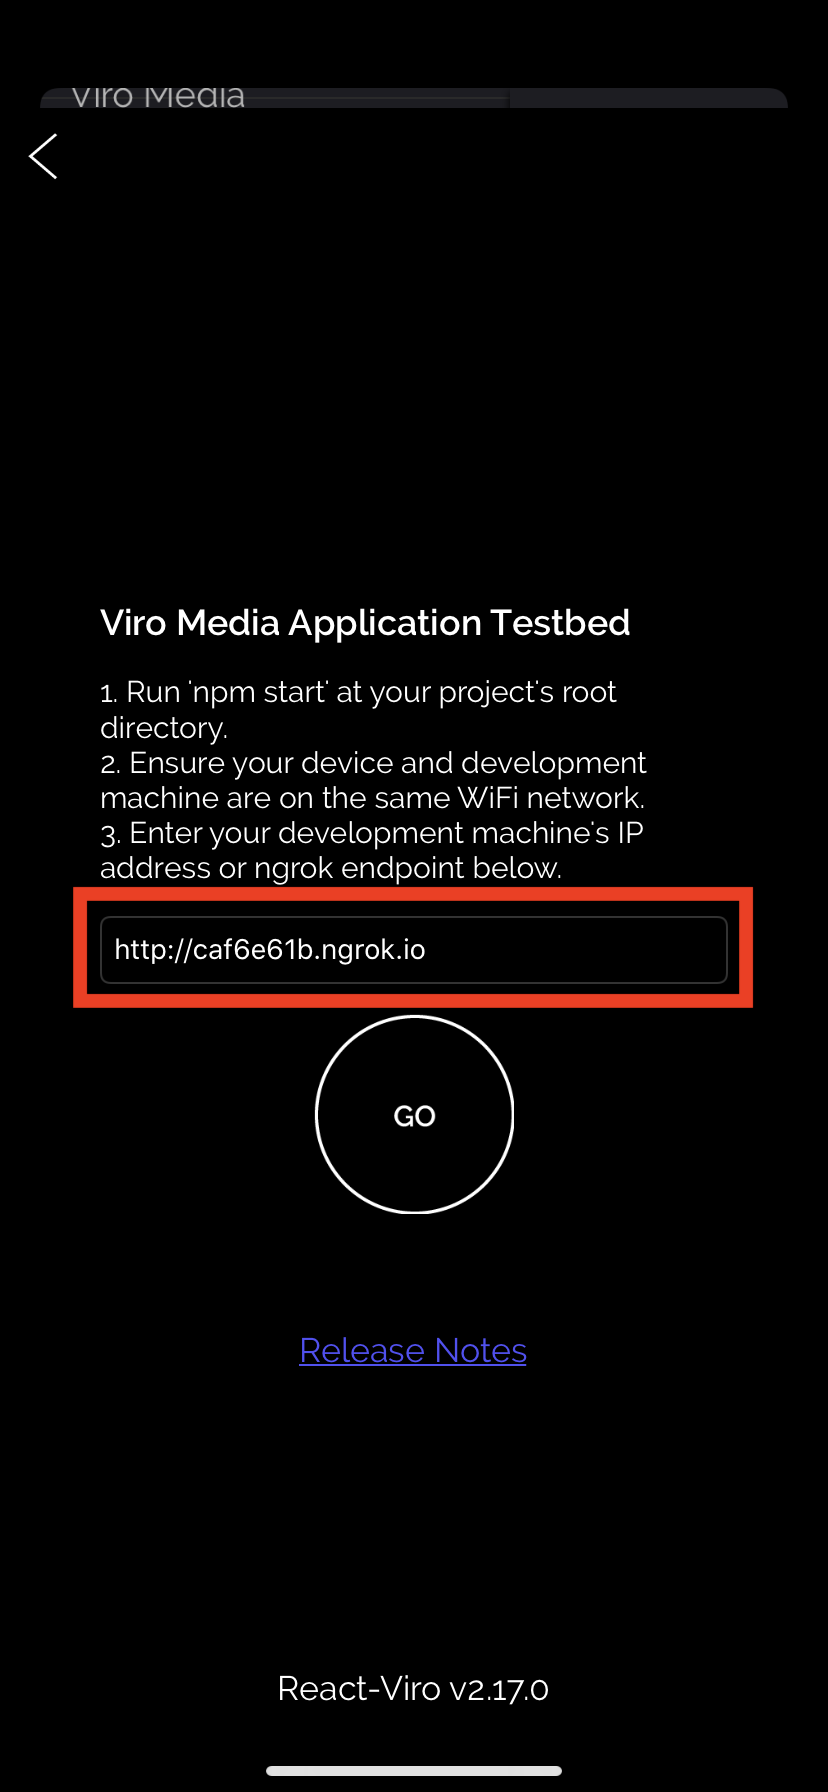 Viro Media
Viro Media Application Testbed
1. Run 'npm start' at your project's root
directory.
2. Ensure your device and development
machine are on the same WiFi network.
3. Enter your development machine's IP
address or ngrok endpoint below.
http://caf6e61b.ngrok.io
GO
Release Notes
React-Viro v2.17.0